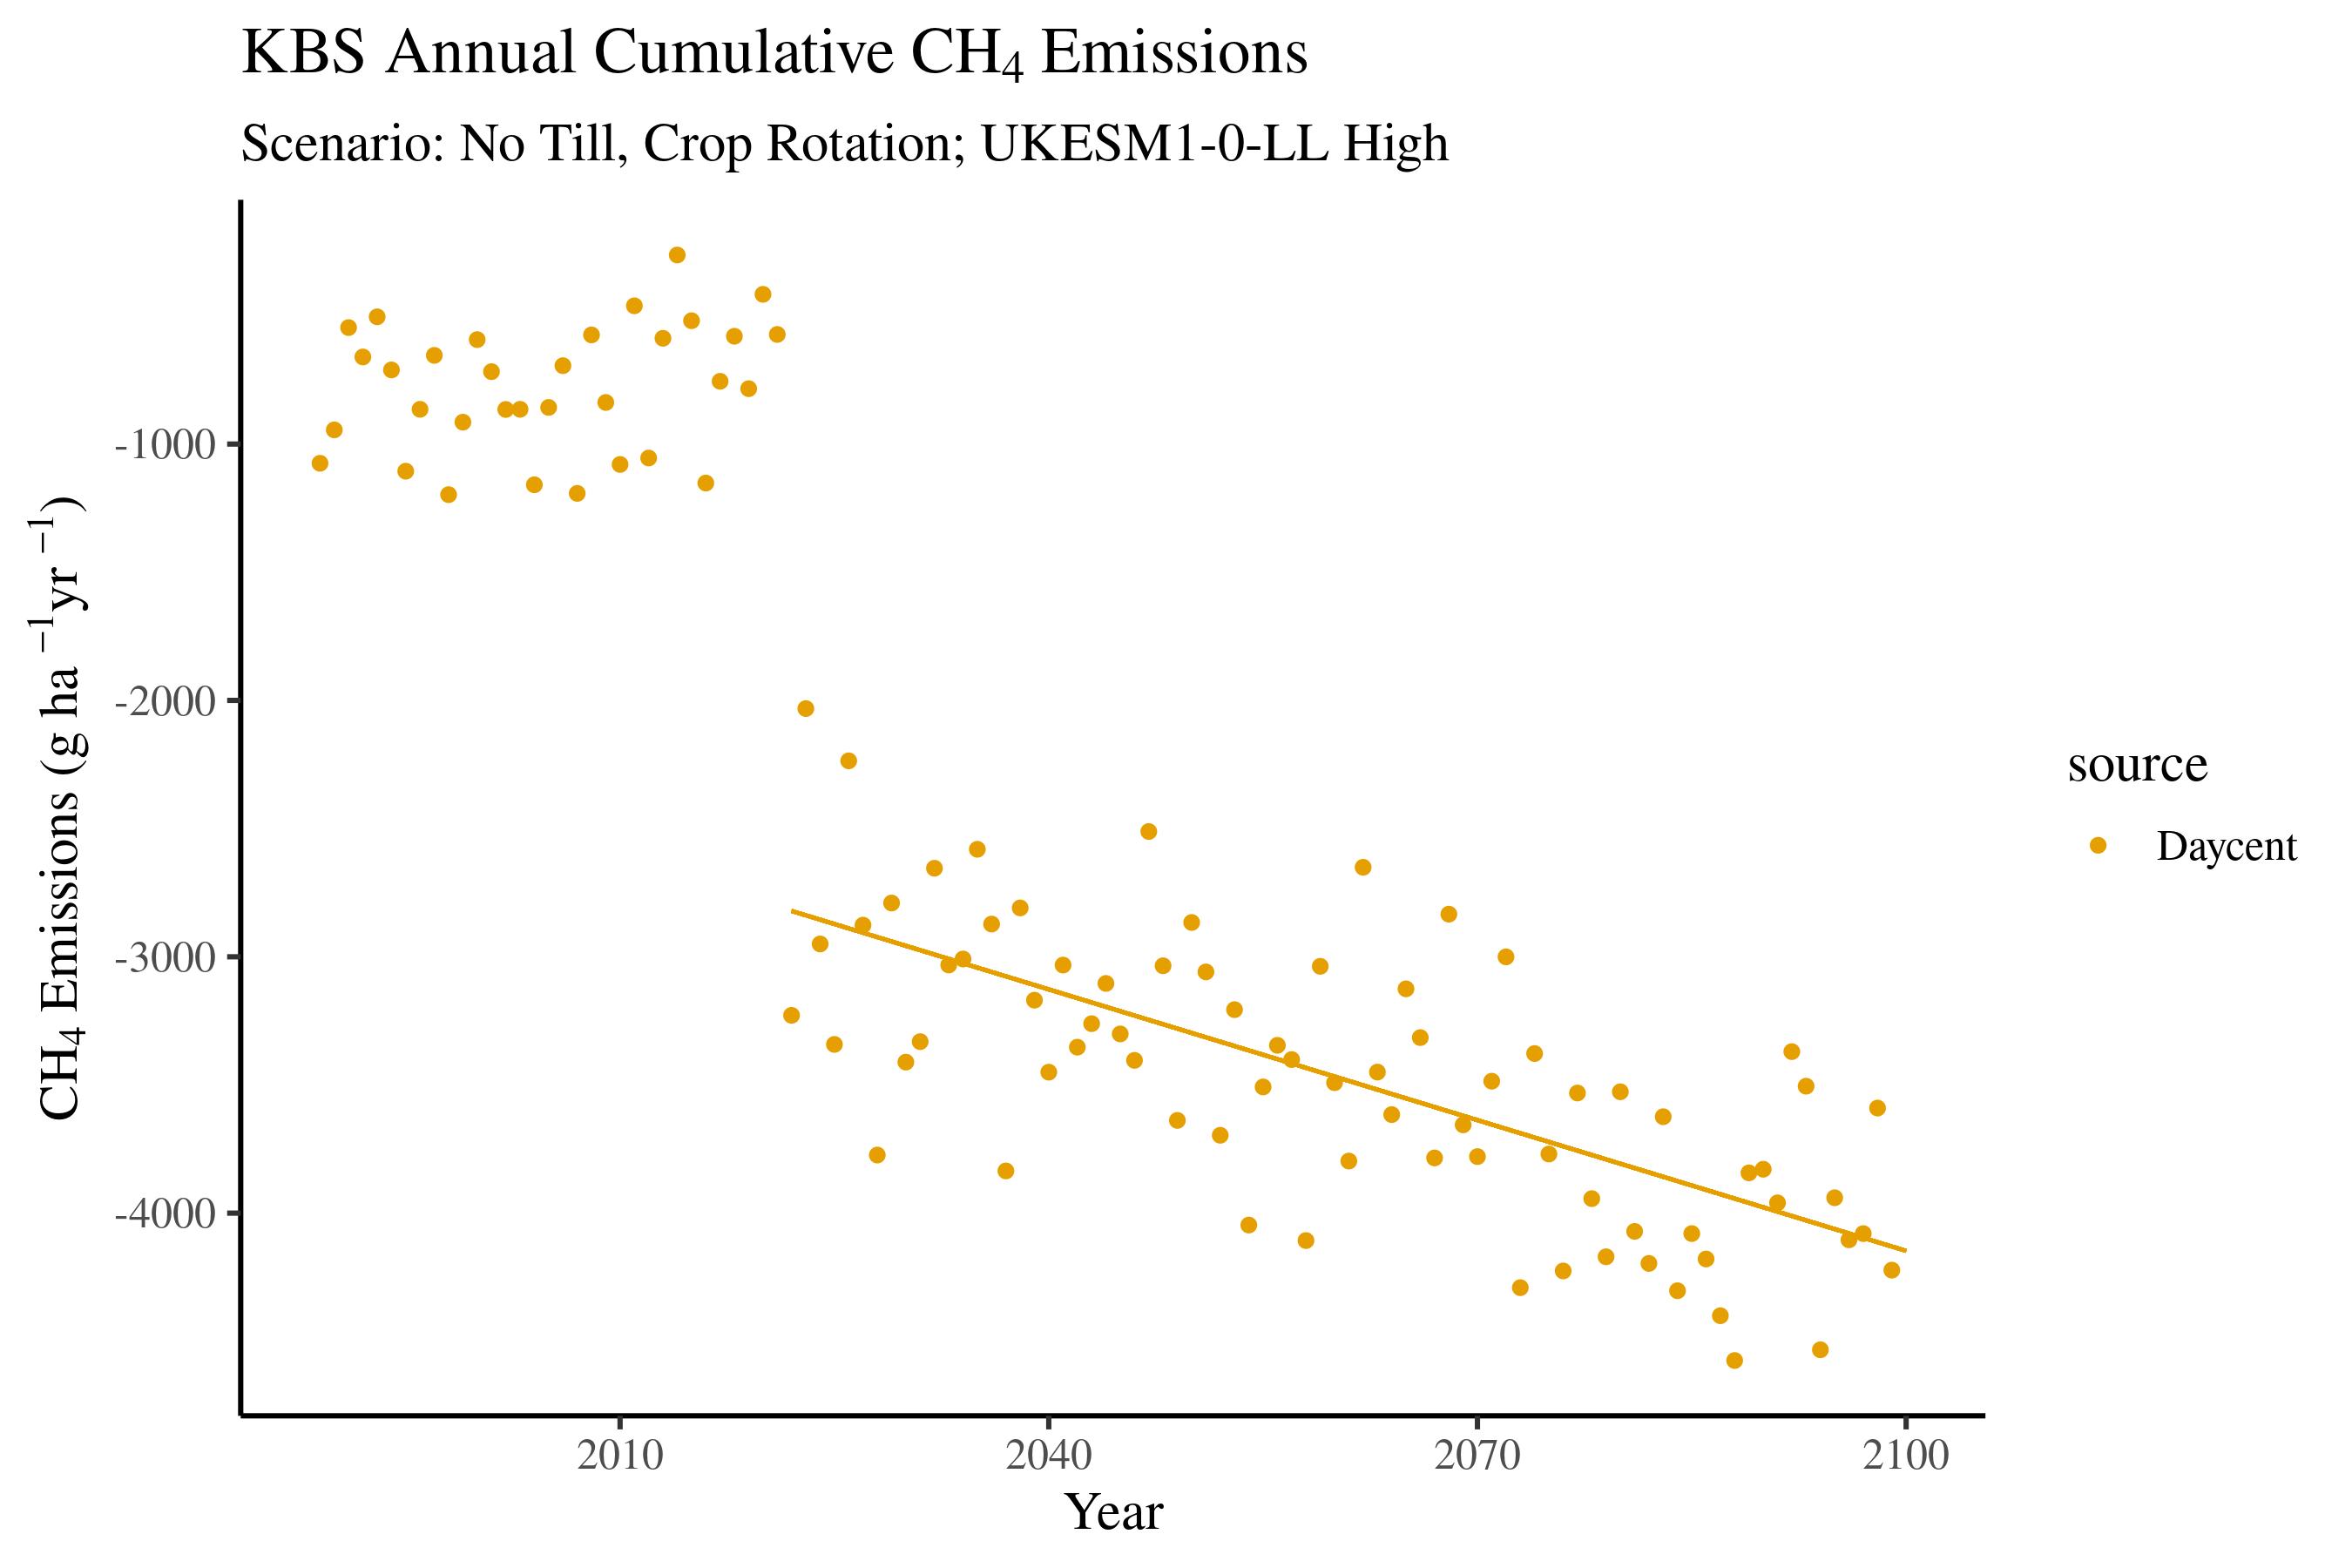 KBS Annual Cumulative CH₄ Emissions
Scenario: No Till, Crop Rotation; UKESM1-0-LL High
CH₄ Emissions (g ha⁻¹yr⁻¹)
-1000
-2000
-3000
-4000
2010 2040 2070 2100
Year
source
Daycent